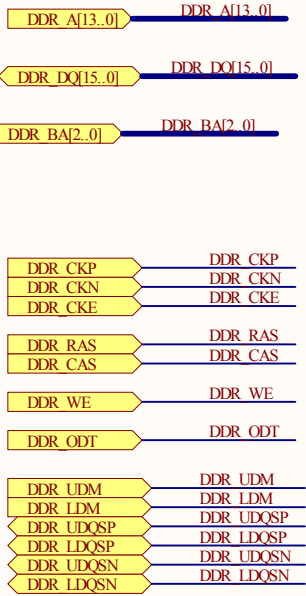 DDR_A[13..0] DDR_A[13..0]
DDR_DQ[15..0] DDR_DQ[15..0]
DDR_BA[2..0] DDR_BA[2..0]
DDR_CKP DDR_CKP
DDR_CKN DDR_CKN
DDR_CKE DDR_CKE
DDR_RAS DDR_RAS
DDR_CAS DDR_CAS
DDR_WE DDR_WE
DDR_ODT DDR_ODT
DDR_UDM DDR_UDM
DDR_LDM DDR_LDM
DDR_UDQSP DDR_UDQSP
DDR_LDQSP DDR_LDQSP
DDR_UDQSN DDR_UDQSN
DDR_LDQSN DDR_LDQSN